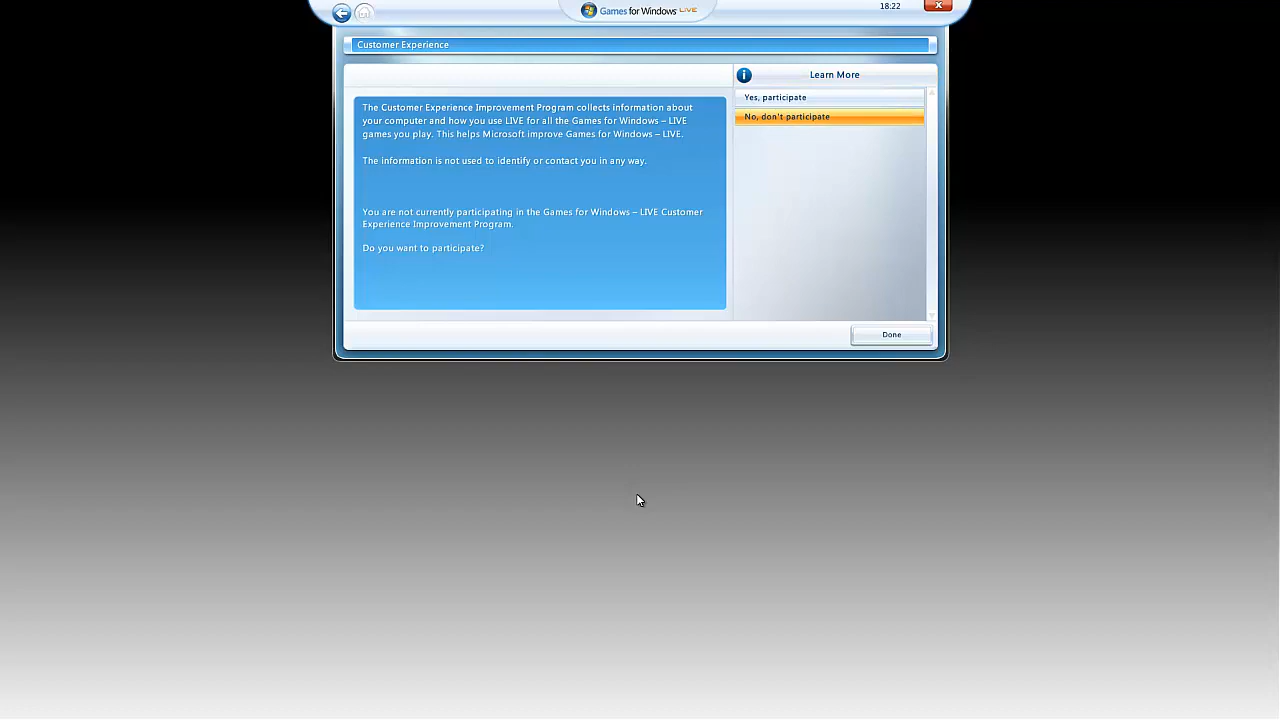 Games for Windows LIVE
18:22
Customer Experience
Learn More
The Customer Experience Improvement Program collects information about
your computer and how you use LIVE for all the Games for Windows – LIVE
games you play. This helps Microsoft improve Games for Windows – LIVE.
The information is not used to identify or contact you in any way.
You are not currently participating in the Games for Windows – LIVE Customer
Experience Improvement Program.
Do you want to participate?
Yes, participate
No, don't participate
Done